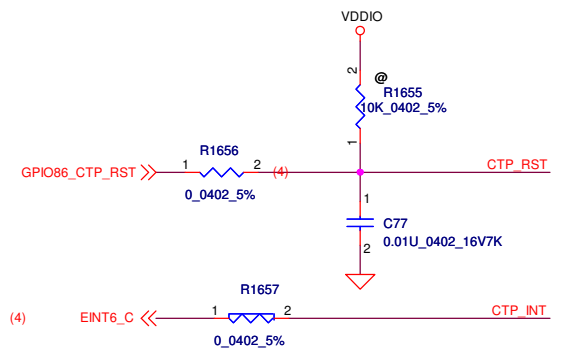 VDDIO
2
@
R1655
10K_0402_5%
1
R1656
GPIO86_CTP_RST
1
2
(4)
CTP_RST
0_0402_5%
1
C77
0.01U_0402_16V7K
2
R1657
(4)
EINT6_C
1
2
CTP_INT
0_0402_5%